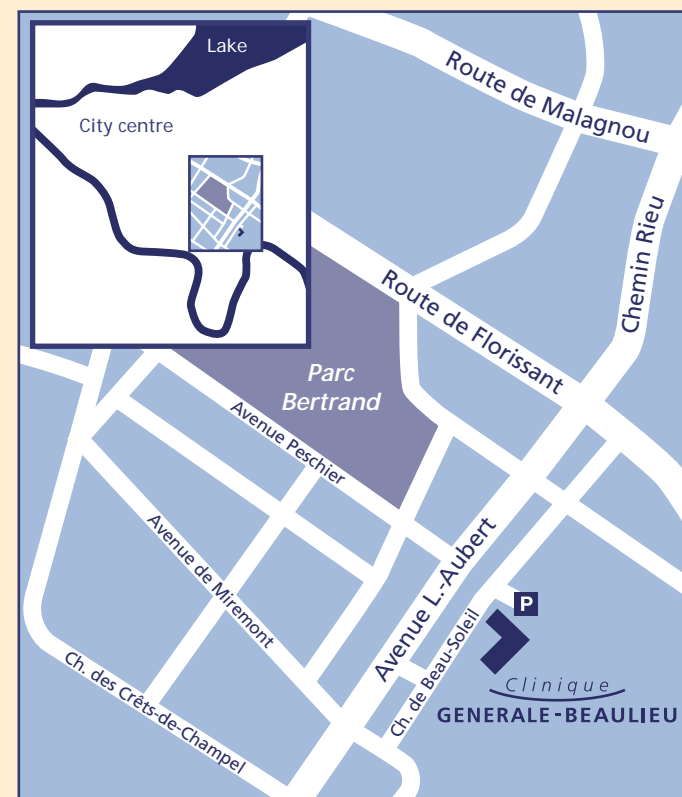 Lake
City centre
Route de Malagnou
Chemin Rieu
Route de Florissant
Parc
Bertrand
Avenue Peschier
Avenue L.-Aubert
Avenue de Miremont
P
Ch. de Beau-Soleil
Ch. des Crêts-de-Champel
Clinique
GENERALE-BEAULIEU